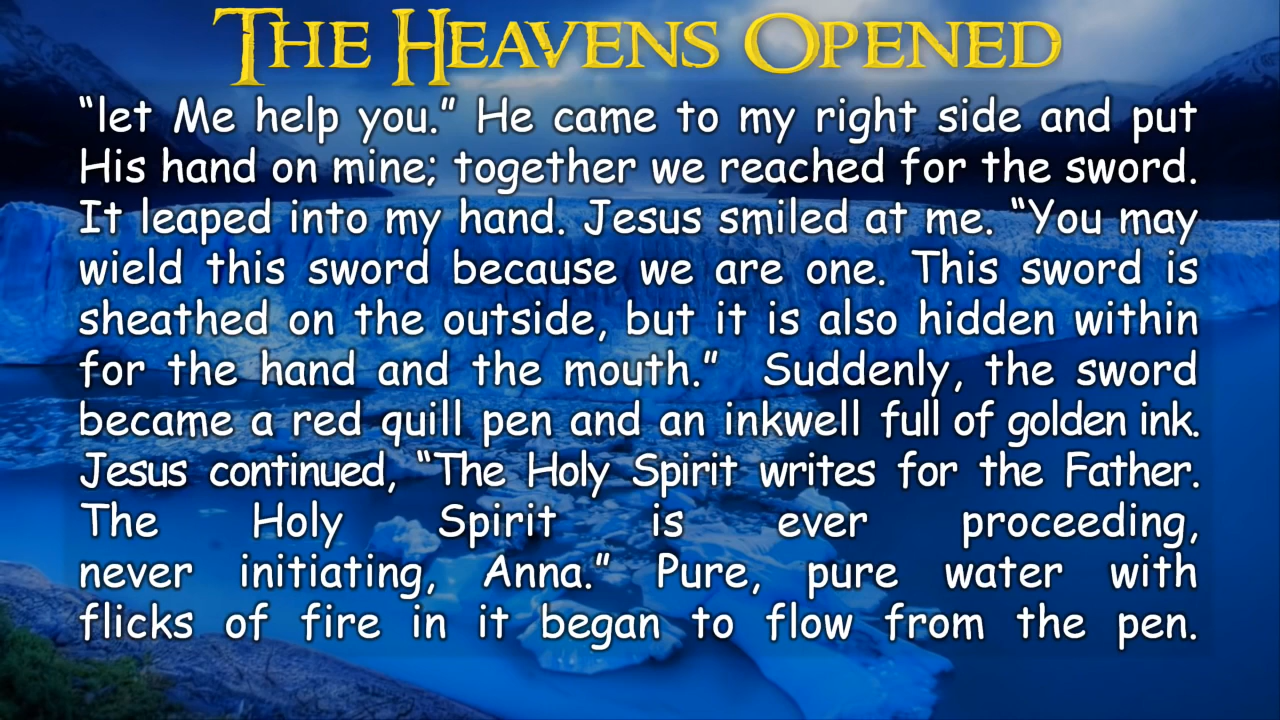 THE HEAVENS OPENED
“let Me help you.” He came to my right side and put
His hand on mine; together we reached for the sword.
It leaped into my hand. Jesus smiled at me. “You may
wield this sword because we are one. This sword is
sheathed on the outside, but it is also hidden within
for the hand and the mouth.” Suddenly, the sword
became a red quill pen and an inkwell full of golden ink.
Jesus continued, “The Holy Spirit writes for the Father.
The Holy Spirit is ever proceeding,
never initiating, Anna.” Pure, pure water with
flicks of fire in it began to flow from the pen.